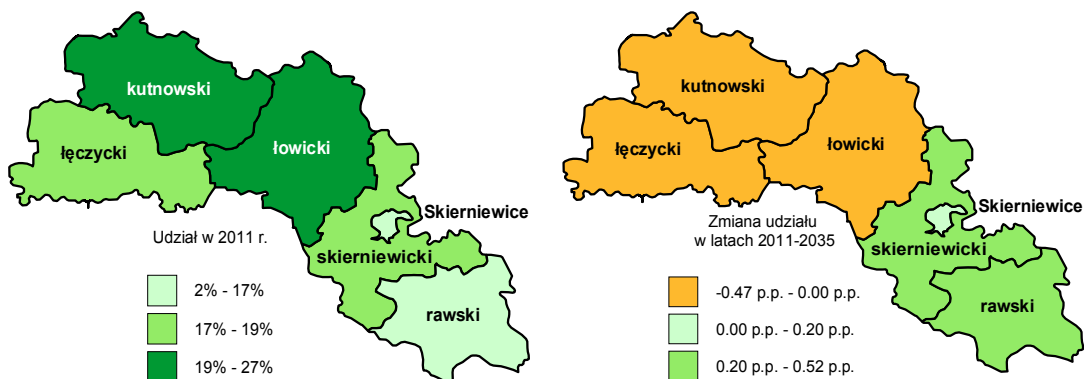 kutnowski
łęczycki
łowicki
Skierniewice
Udział w 2011 r.
skierniewicki
rawski
2% - 17%
17% - 19%
19% - 27%
kutnowski
łęczycki
łowicki
Skierniewice
Zmiana udziału
w latach 2011-2035
skierniewicki
rawski
-0.47 p.p. - 0.00 p.p.
0.00 p.p. - 0.20 p.p.
0.20 p.p. - 0.52 p.p.